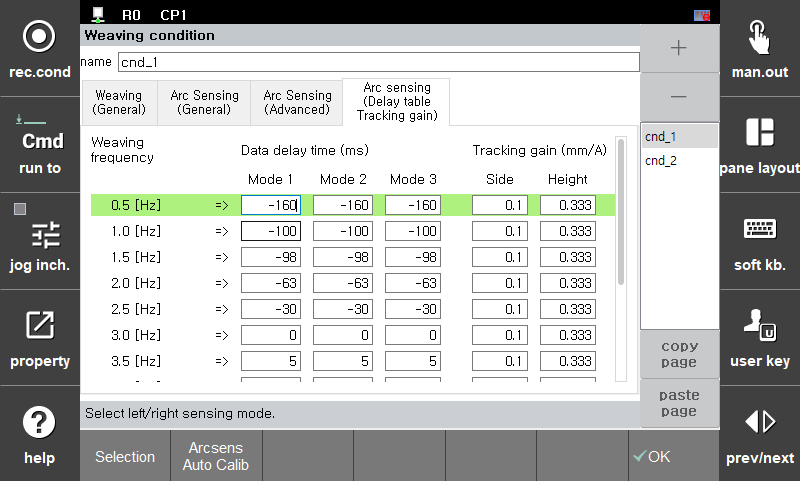 R0 CP1
Weaving condition
name cnd_1
Weaving
(General)
Arc Sensing
(General)
Arc Sensing
(Advanced)
Arc sensing
(Delay table
Tracking gain)
Weaving
frequency
Data delay time (ms)
Tracking gain (mm/A)
Mode 1 Mode 2 Mode 3 Side Height
0.5 [Hz] => -160 -160 -160 0.1 0.333
1.0 [Hz] => -100 -100 -100 0.1 0.333
1.5 [Hz] => -98 -98 -98 0.1 0.333
2.0 [Hz] => -63 -63 -63 0.1 0.333
2.5 [Hz] => -30 -30 -30 0.1 0.333
3.0 [Hz] => 0 0 0 0.1 0.333
3.5 [Hz] => 5 5 5 0.1 0.333
Select left/right sensing mode.
+
−
cnd_1
cnd_2
copy
page
paste
page
Selection
Arcsens
Auto Calib
OK
rec.cond
Cmd
run to
jog inch.
property
?
help
man.out
pane layout
soft kb.
U
user key
prev/next